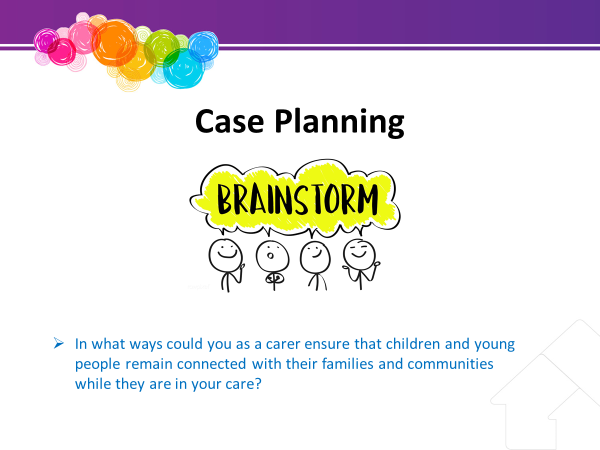 Case Planning
BRAINSTORM
In what ways could you as a carer ensure that children and young
people remain connected with their families and communities
while they are in your care?